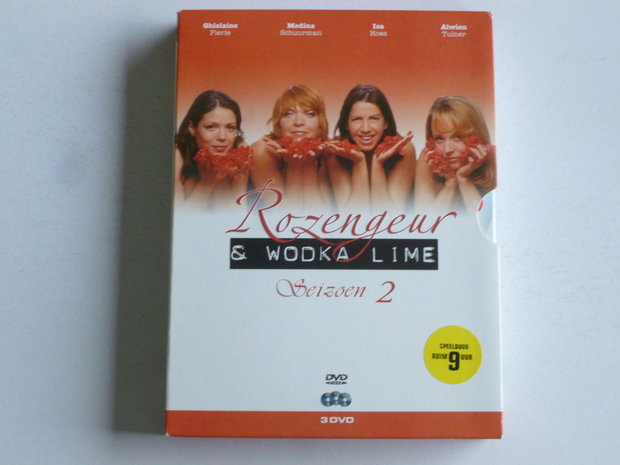 Ghislaine Pierie
Medina Schuurman
Isa Hoes
Alwien Tulner
Rozengeur
& WODKA LIME
Seizoen 2
SPEELDUUR
RUIM 9 UUR
DVD
VIDEO
3 DVD